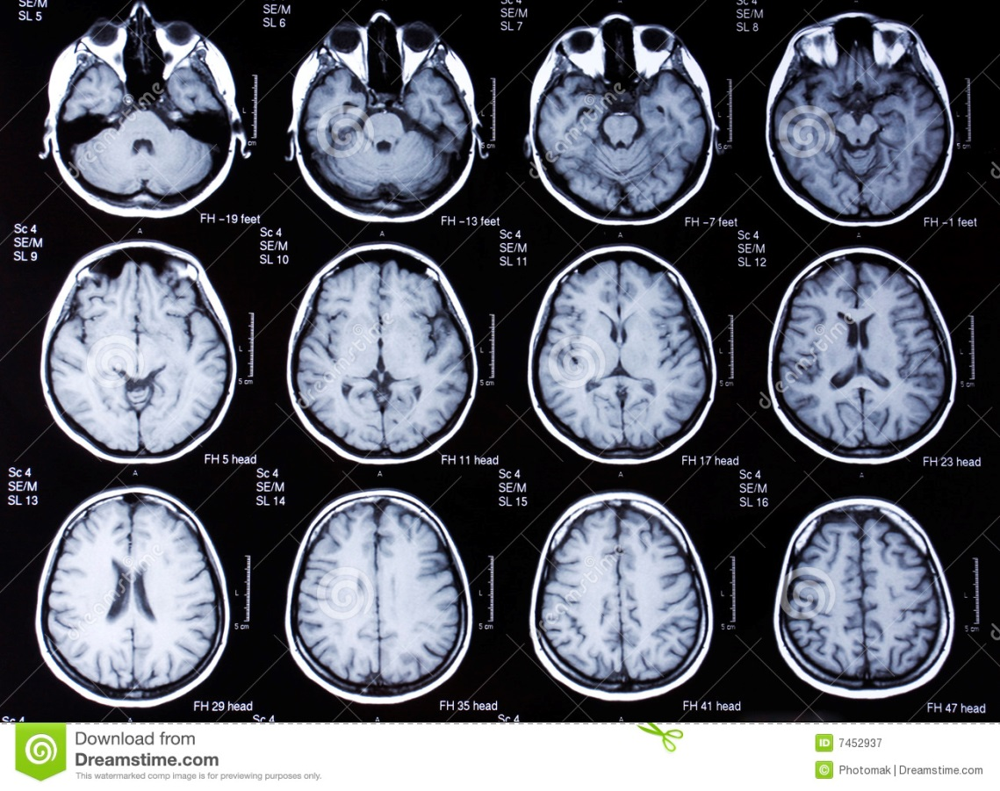 SE/M
SL 5
SE/M
SL 6
Sc 4
SE/M
SL 7
Sc 4
SE/M
SL 8
L
cm
L
5 cm
L
5 cm
L
5 cm
FH -19 feet
FH -13 feet
FH -7 feet
FH -1 feet
Sc 4
SE/M
SL 9
A
Sc 4
SE/M
SL 10
A
Sc 4
SE/M
SL 11
A
Sc 4
SE/M
SL 12
A
L
5 cm
L
5 cm
L
5 cm
L
5 cm
FH 5 head
FH 11 head
FH 17 head
FH 23 head
Sc 4
SE/M
SL 13
A
Sc 4
SE/M
SL 14
A
Sc 4
SE/M
SL 15
A
Sc 4
SE/M
SL 16
A
L
5 cm
L
5 cm
L
5 cm
L
5 cm
FH 29 head
FH 35 head
FH 41 head
FH 47 head
Sc 4
A
Sc 4
A
Sc 4
A
A
dreamstime
dreamstime
dreamstime
dreamstime
dreamstime
dreamstime
dreamstime
Download from
Dreamstime.com
This watermarked comp image is for previewing purposes only.
ID 7452937
© Photomak | Dreamstime.com